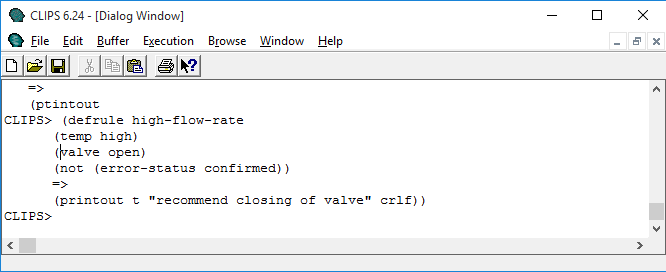 CLIPS 6.24 - [Dialog Window]
File Edit Buffer Execution Browse Window Help
=>
(ptintout
CLIPS> (defrule high-flow-rate
(temp high)
(valve open)
(not (error-status confirmed))
=>
(printout t "recommend closing of valve" crlf))
CLIPS>